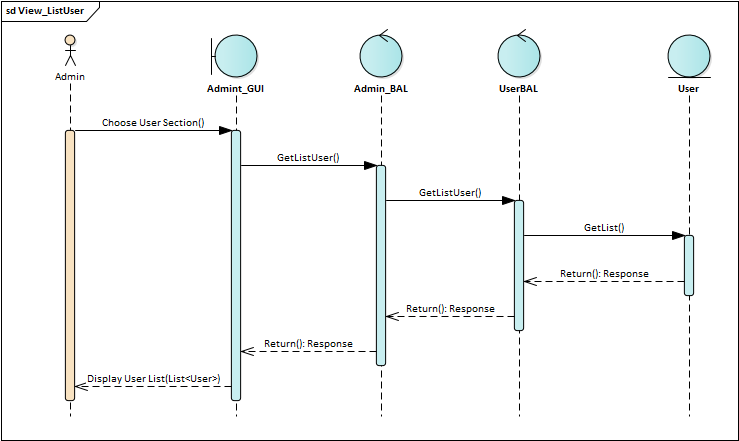 sd View_ListUser
Admin
Admint_GUI
Admin_BAL
UserBAL
User
Choose User Section()
GetListUser()
GetListUser()
GetList()
Return(): Response
Return(): Response
Return(): Response
Display User List(List<User>)